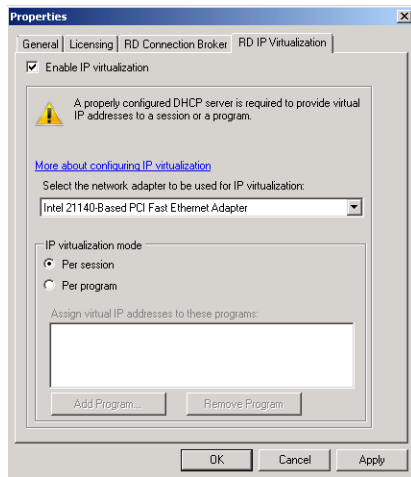 Properties
General
Licensing
RD Connection Broker
RD IP Virtualization
Enable IP virtualization
A properly configured DHCP server is required to provide virtual
IP addresses to a session or a program.
More about configuring IP virtualization
Select the network adapter to be used for IP virtualization:
Intel 21140-Based PCI Fast Ethernet Adapter
IP virtualization mode
Per session
Per program
Assign virtual IP addresses to these programs:
Add Program...
Remove Program
OK
Cancel
Apply